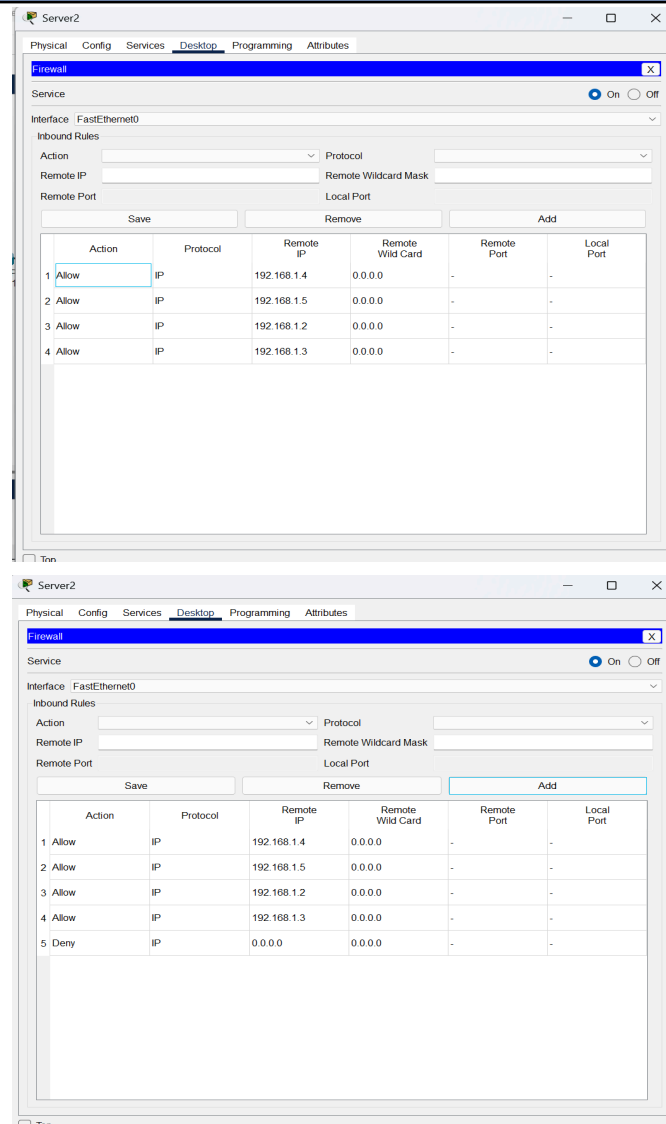 Server2
Physical Config Services Desktop Programming Attributes
Firewall X
Service On Off
Interface FastEthernet0
Inbound Rules
Action Protocol
Remote IP Remote Wildcard Mask
Remote Port Local Port
Save Remove Add
Action Protocol Remote IP Remote Wild Card Remote Port Local Port
1 Allow IP 192.168.1.4 0.0.0.0 - -
2 Allow IP 192.168.1.5 0.0.0.0 - -
3 Allow IP 192.168.1.2 0.0.0.0 - -
4 Allow IP 192.168.1.3 0.0.0.0 - -
Top
Server2
Physical Config Services Desktop Programming Attributes
Firewall X
Service On Off
Interface FastEthernet0
Inbound Rules
Action Protocol
Remote IP Remote Wildcard Mask
Remote Port Local Port
Save Remove Add
Action Protocol Remote IP Remote Wild Card Remote Port Local Port
1 Allow IP 192.168.1.4 0.0.0.0 - -
2 Allow IP 192.168.1.5 0.0.0.0 - -
3 Allow IP 192.168.1.2 0.0.0.0 - -
4 Allow IP 192.168.1.3 0.0.0.0 - -
5 Deny IP 0.0.0.0 0.0.0.0 - -